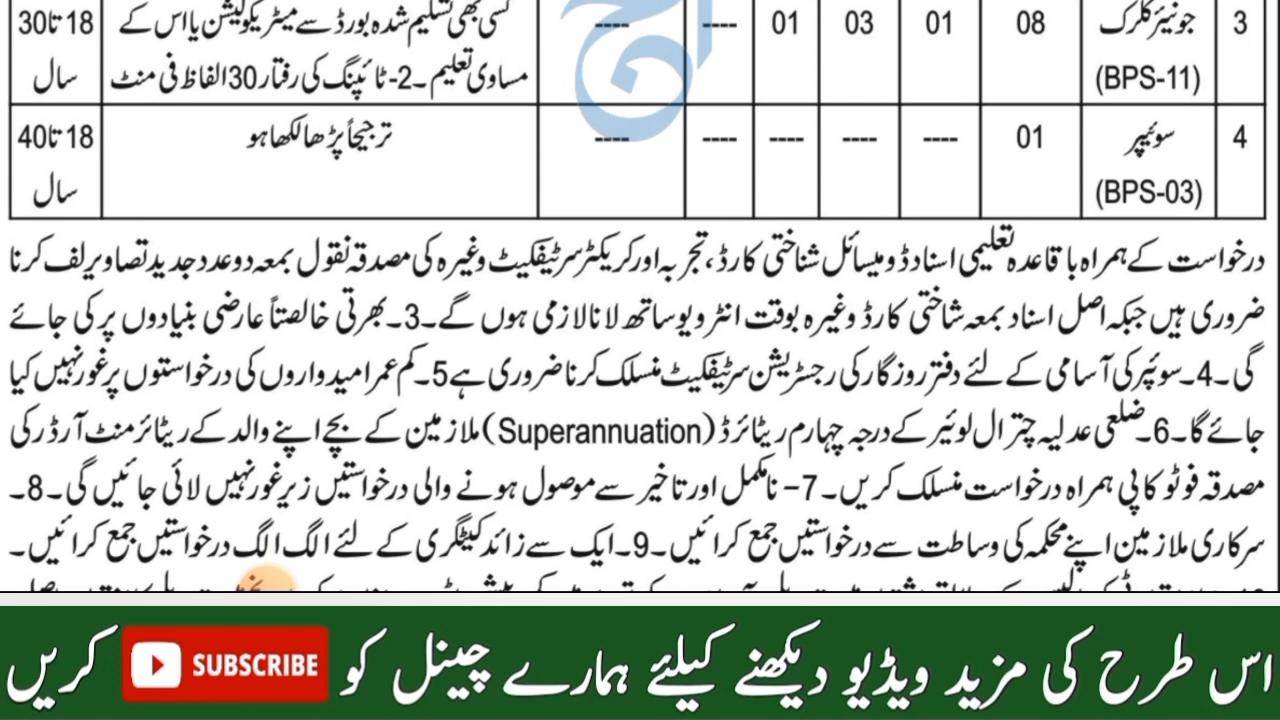 3 جونیئر کلرک 08 01 03 01 ---- ---- کسی بھی تسلیم شدہ بورڈ سے میٹریکولیشن یا اس کے 18 تا 30
(BPS-11) مساوی تعلیم۔2- ٹائپنگ کی رفتار 30 الفاظ فی منٹ سال
4 سوئیپر 01 ---- ---- ---- ---- ---- ترجیحاً پڑھا لکھا ہو 18 تا 40
(BPS-03) سال
درخواست کے ہمراہ باقاعدہ تعلیمی اسناد ڈومیسائل شناختی کارڈ، تجربہ اور کریکٹر سرٹیفکیٹ وغیرہ کی مصدقہ نقول بمعہ دو عدد جدید تصاویر لف کرنا
ضروری ہیں جبکہ اصل اسناد بمعہ شاختی کارڈ وغیرہ بوقت انٹرویو ساتھ لانا لازمی ہوں گے۔3۔ بھرتی خالصتاً عارضی بنیادوں پر کی جائے
گی۔4۔ سوئپر کی آسامی کے لئے دفتر روزگار کی رجسٹریشن سرٹیفکیٹ منسلک کرنا ضروری ہے 5۔ کم عمر امیدواروں کی درخواستوں پر غور نہیں کیا
جائے گا۔6۔ ضلعی عدلیہ چترال لوئیر کے درجہ چہارم ریٹائرڈ (Superannuation) ملازمین کے بچے اپنے والد کے ریٹائرمنٹ آرڈر کی
مصدقہ فوٹو کاپی ہمراہ درخواست منسلک کریں۔7– نامکمل اور تاخیر سے موصول ہونے والی درخواستیں زیر غور نہیں لائی جائیں گی۔8۔
سرکاری ملازمین اپنے محکمہ کی وساطت سے درخواستیں جمع کرائیں۔9۔ ایک سے زائد کیٹگری کے لئے الگ الگ درخواستیں جمع کرائیں۔
اس طرح کی مزید ویڈیو دیکھنے کیلئے ہمارے چینل کو SUBSCRIBE کریں